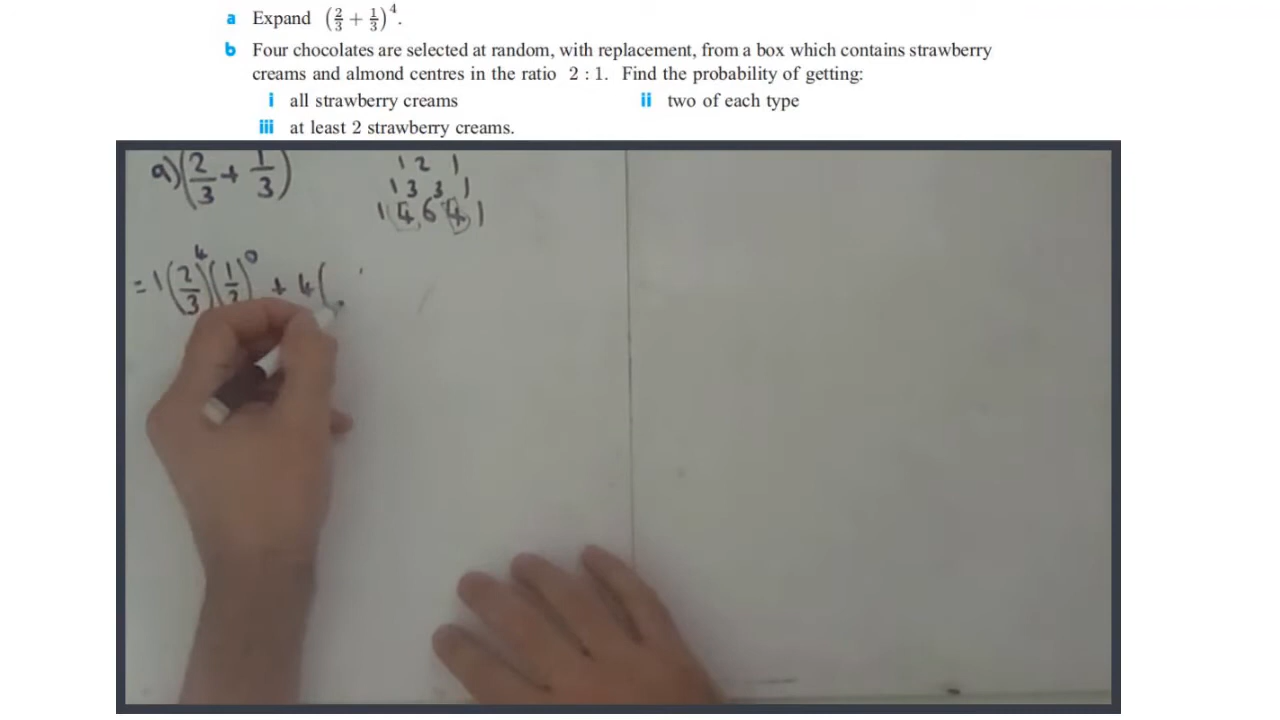 a Expand (2/3 + 1/3)^4.
b Four chocolates are selected at random, with replacement, from a box which contains strawberry
creams and almond centres in the ratio 2 : 1. Find the probability of getting:
i all strawberry creams ii two of each type
iii at least 2 strawberry creams.
a) (2/3 + 1/3)
1 2 1
1 3 3 1
1 4 6 4 1
= 1(2/3)^4 (1/3)^0 + 4(